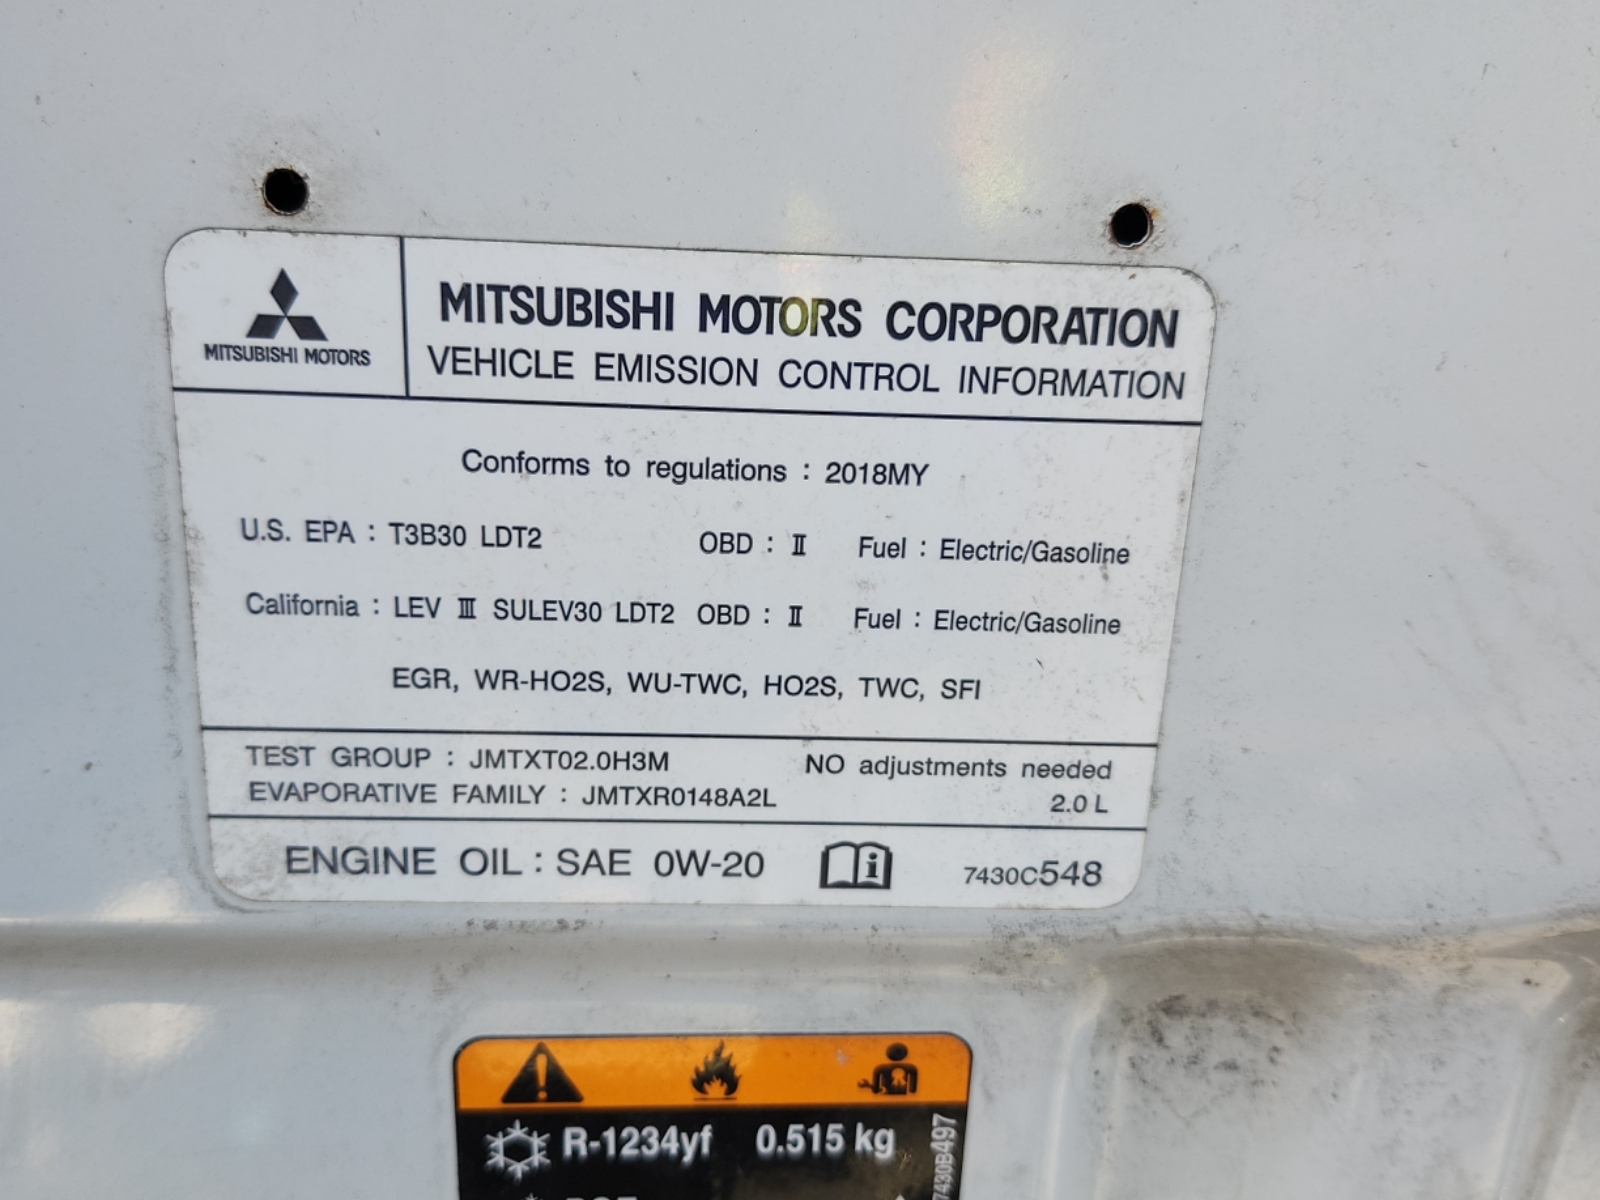 MITSUBISHI MOTORS
MITSUBISHI MOTORS CORPORATION
VEHICLE EMISSION CONTROL INFORMATION
Conforms to regulations : 2018MY
U.S. EPA : T3B30 LDT2 OBD : Ⅱ Fuel : Electric/Gasoline
California : LEV Ⅲ SULEV30 LDT2 OBD : Ⅱ Fuel : Electric/Gasoline
EGR, WR-HO2S, WU-TWC, HO2S, TWC, SFI
TEST GROUP : JMTXT02.0H3M NO adjustments needed
EVAPORATIVE FAMILY : JMTXR0148A2L 2.0 L
ENGINE OIL : SAE 0W-20 7430C548
R-1234yf 0.515 kg
7430B497